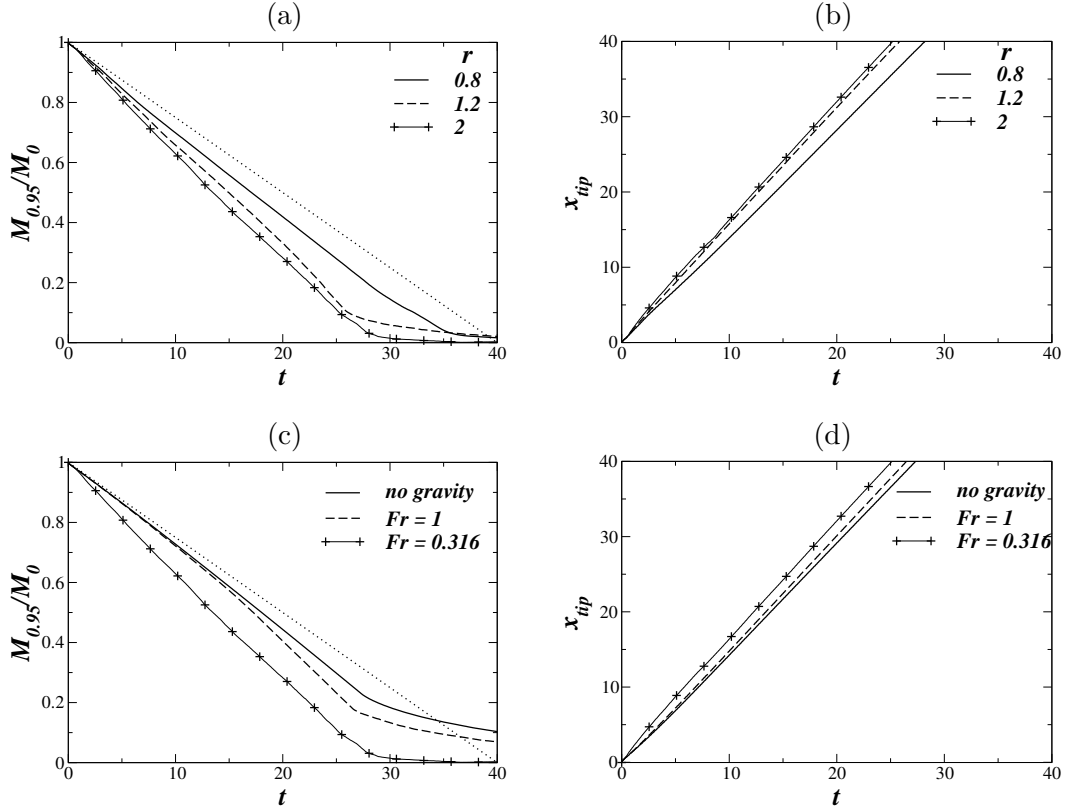 (a)
1
0.8
0.6
0.4
0.2
0
0 10 20 30 40
M0.95/M0
t
r
0.8
1.2
2
(b)
40
30
20
10
0
0 10 20 30 40
xtip
t
r
0.8
1.2
2
(c)
1
0.8
0.6
0.4
0.2
0
0 10 20 30 40
M0.95/M0
t
no gravity
Fr = 1
Fr = 0.316
(d)
40
30
20
10
0
0 10 20 30 40
xtip
t
no gravity
Fr = 1
Fr = 0.316